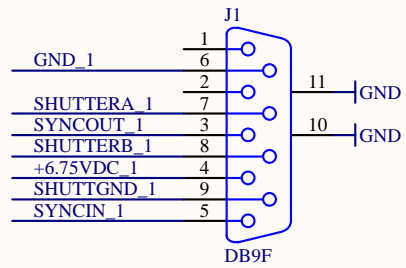 J1
1
GND_1 6
2
11 GND
SHUTTERA_1 7
SYNCOUT_1 3
10 GND
SHUTTERB_1 8
+6.75VDC_1 4
SHUTTGND_1 9
SYNCIN_1 5
DB9F